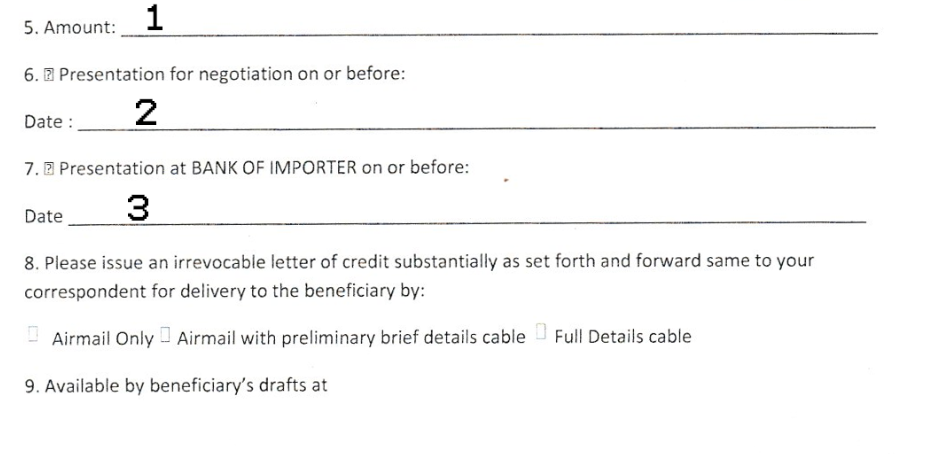 5. Amount: 1
6. ⍰ Presentation for negotiation on or before:
Date : 2
7. ⍰ Presentation at BANK OF IMPORTER on or before:
Date 3
8. Please issue an irrevocable letter of credit substantially as set forth and forward same to your
correspondent for delivery to the beneficiary by:
Airmail Only Airmail with preliminary brief details cable Full Details cable
9. Available by beneficiary’s drafts at